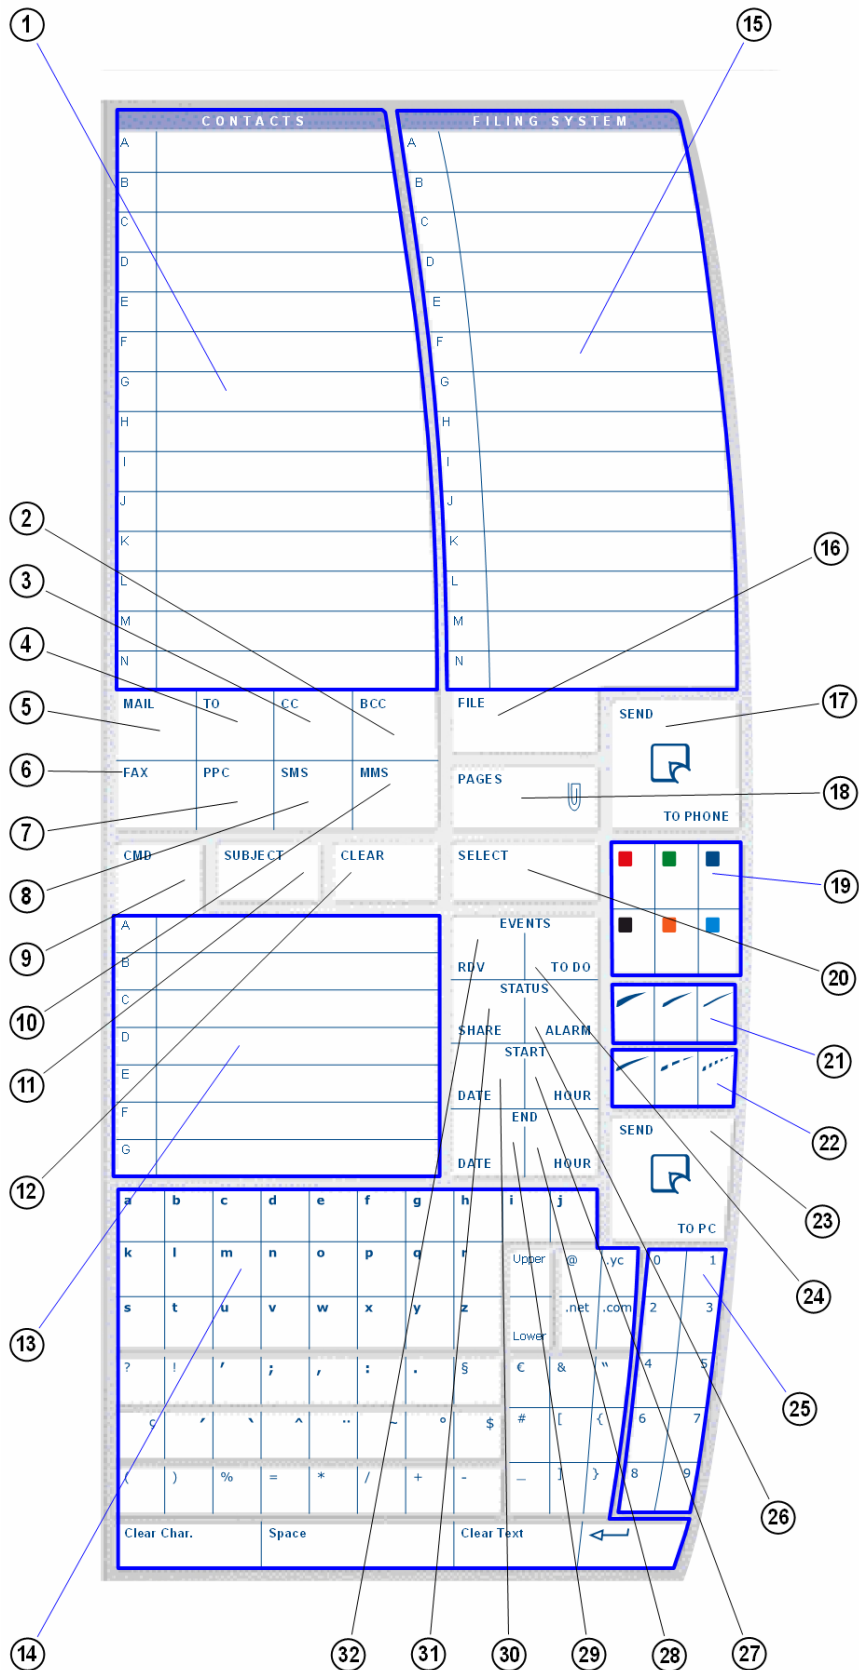 1 15
CONTACTS FILING SYSTEM
A A
B B
C C
D D
E E
F F
G G
H H
I I
J J
K K
L L
M M
N N
2
3
4
5
6
7
8
9
10
11
12
13
14
16
17
18
19
20
21
22
23
24
25
26
27
28
29
30
31
32
MAIL TO CC BCC
FAX PPC SMS MMS
FILE
SEND
TO PHONE
PAGES
CMD SUBJECT CLEAR SELECT
A
B
C
D
E
F
G
EVENTS
RDV TO DO
STATUS
SHARE ALARM
START
DATE HOUR
END
DATE HOUR
SEND
TO PC
a b c d e f g h i j
k l m n o p q r Upper @ .yc 0 1
s t u v w x y z Lower .net .com 2 3
? ! ′ ; , : . § € & “ 4 5
ç ´ ` ^ ¨ ~ ° $ # [ { 6 7
( ) % = * / + - _ ] } 8 9
Clear Char. Space Clear Text